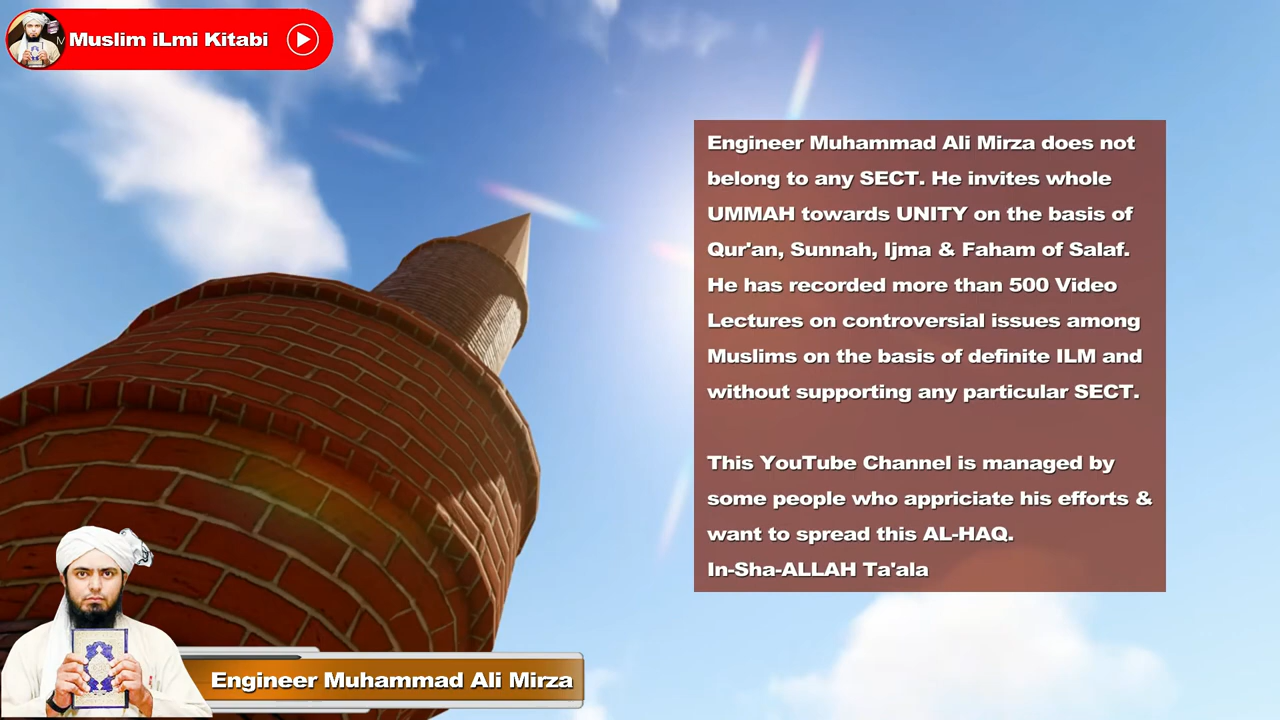 Muslim iLmi Kitabi
Engineer Muhammad Ali Mirza does not
belong to any SECT. He invites whole
UMMAH towards UNITY on the basis of
Qur'an, Sunnah, Ijma & Faham of Salaf.
He has recorded more than 500 Video
Lectures on controversial issues among
Muslims on the basis of definite ILM and
without supporting any particular SECT.
This YouTube Channel is managed by
some people who appriciate his efforts &
want to spread this AL-HAQ.
In-Sha-ALLAH Ta'ala
Engineer Muhammad Ali Mirza